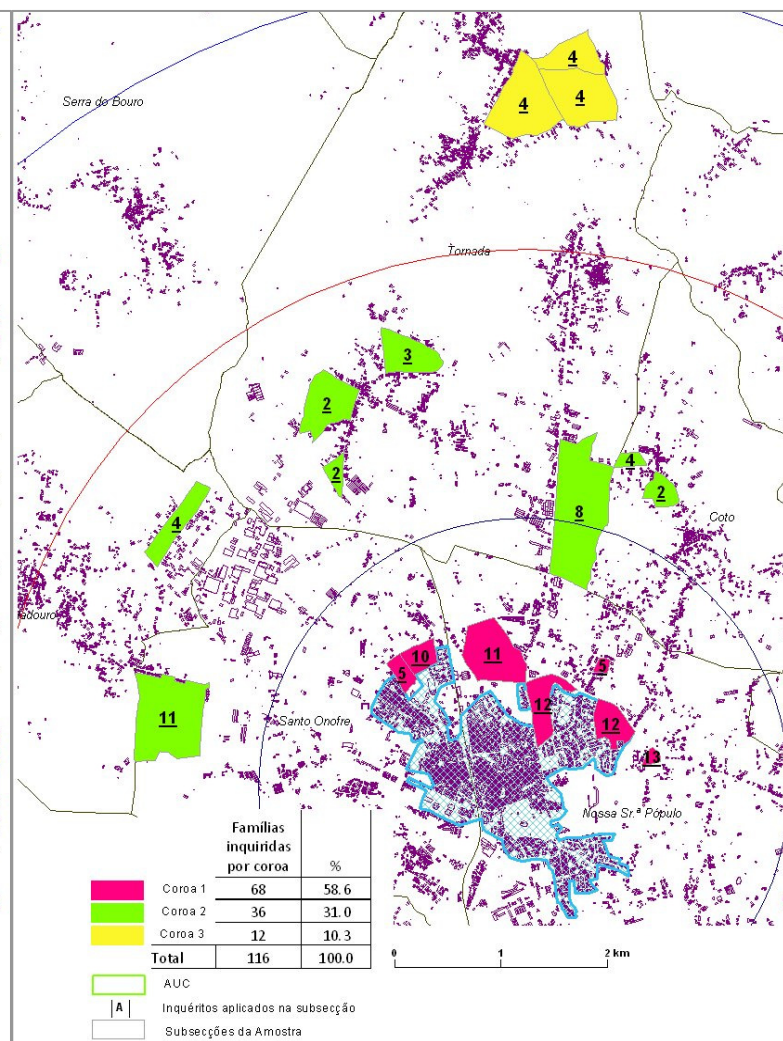 Serra do Bouro
4
4
4
Tornada
3
2
2
4
8
4
2
Coto
11
10
5
11
5
12
12
13
Santo Onofre
Nossa Sr.ª Pópulo
Famílias
inquiridas
por coroa %
Coroa 1 68 58.6
Coroa 2 36 31.0
Coroa 3 12 10.3
Total 116 100.0
AUC
A Inquéritos aplicados na subsecção
Subsecções da Amostra
0 1 2 km